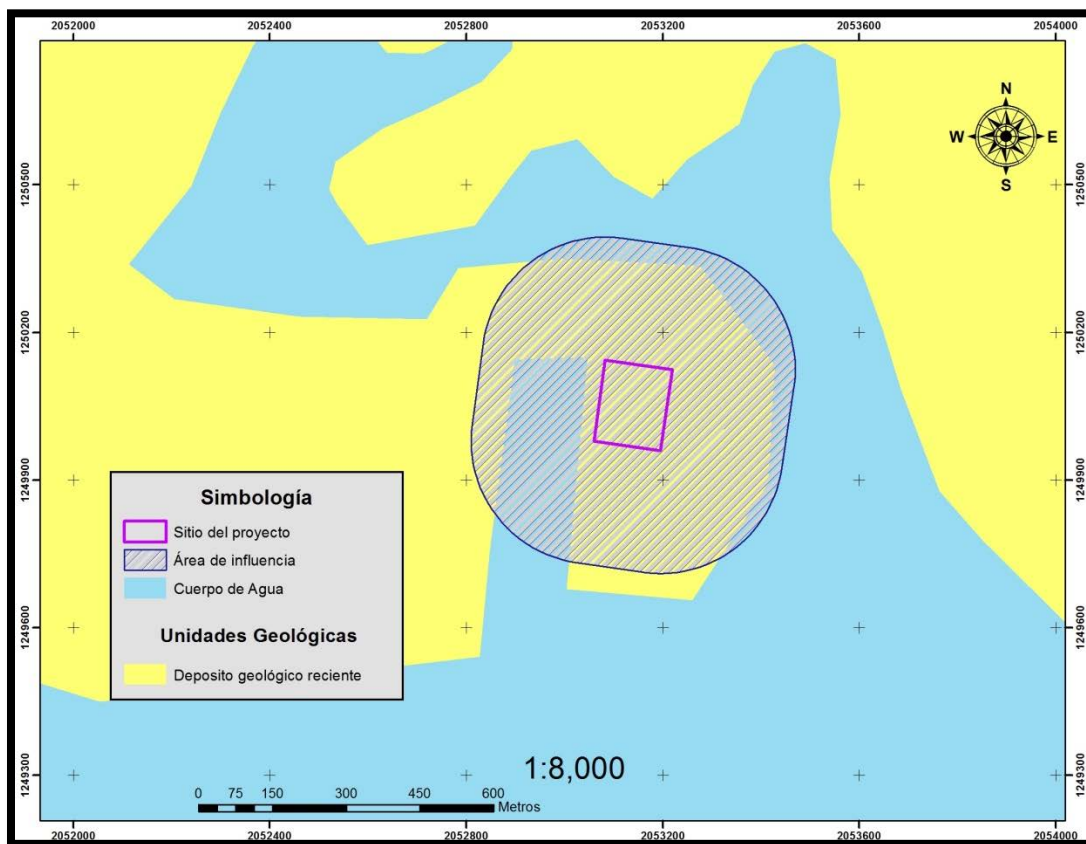 2052000 2052400 2052800 2053200 2053600 2054000
N
W E
S
1250500 1250500
1250200 1250200
1249900 1249900
1249600 1249600
1249300 1249300
Simbología
Sitio del proyecto
Área de influencia
Cuerpo de Agua
Unidades Geológicas
Deposito geológico reciente
1:8,000
0 75 150 300 450 600
Metros
2052000 2052400 2052800 2053200 2053600 2054000